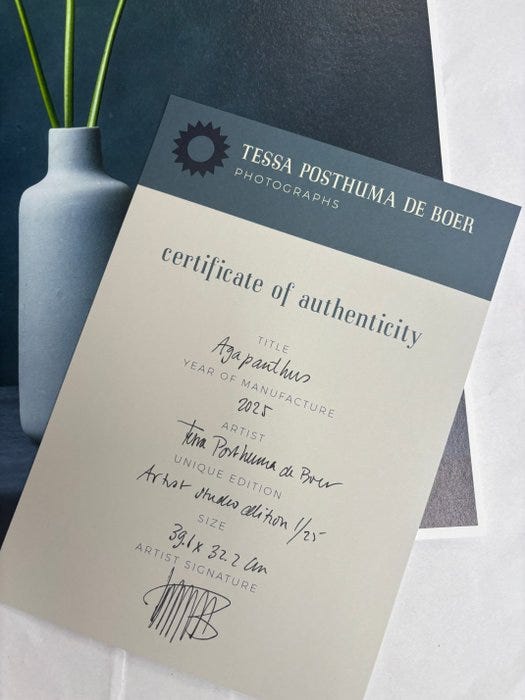 TESSA POSTHUMA DE BOER
PHOTOGRAPHS
certificate of authenticity
TITLE
Agapanthus
YEAR OF MANUFACTURE
2025
ARTIST
Tessa Posthuma de Boer
UNIQUE EDITION
Artist studio edition 1/25
SIZE
39.6 x 32.2 cm
ARTIST SIGNATURE